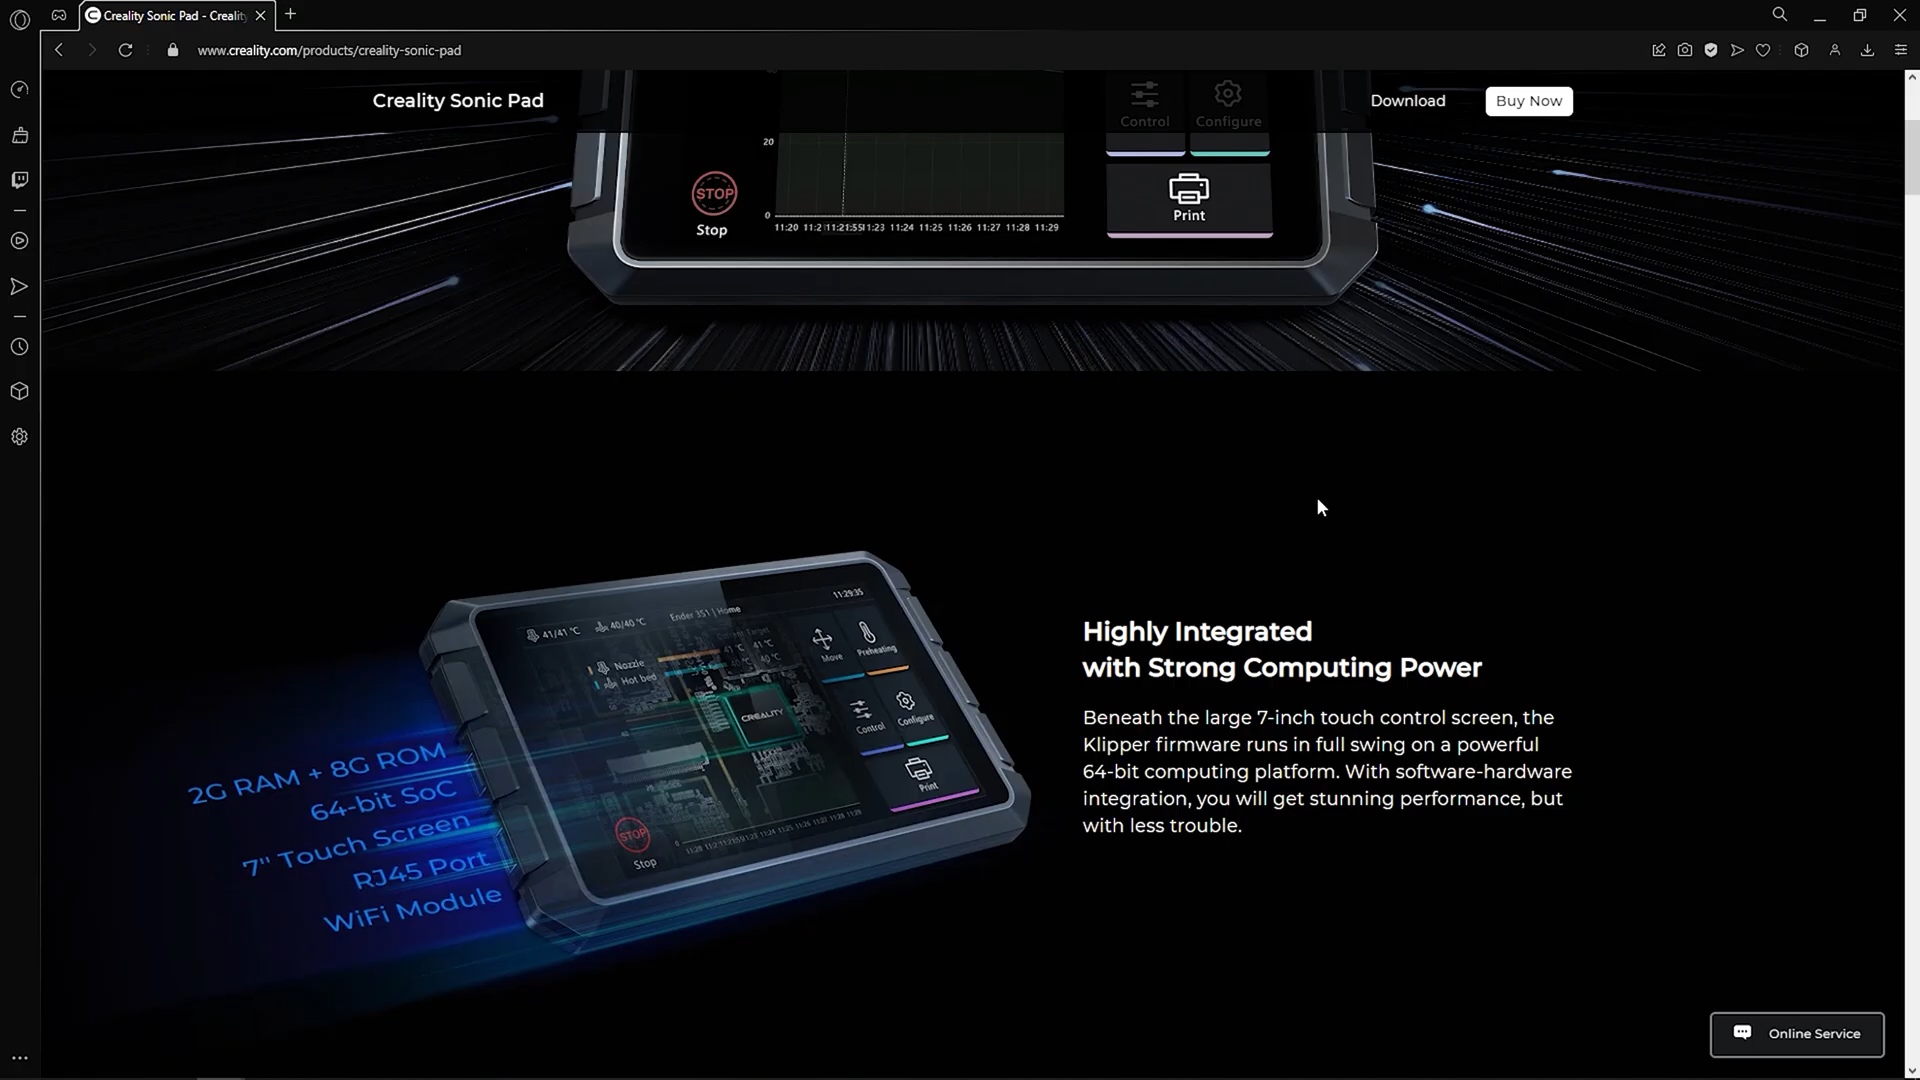 Creality Sonic Pad - Creality
www.creality.com/products/creality-sonic-pad
Creality Sonic Pad
Download
Buy Now
Control
Configure
20
0
STOP
Stop
Print
11:20
11:21:55
11:23 11:24 11:25 11:26 11:27 11:28 11:29
Ender 3S1 | Home
11:29:35
41/41 °C
40/40 °C
Current Target
Nozzle
41 °C 41 °C
Hot bed
40 °C 40 °C
Move
Preheating
CREALITY
Control
Configure
Print
STOP
Stop
2G RAM + 8G ROM
64-bit SoC
7'' Touch Screen
RJ45 Port
WiFi Module
Highly Integrated
with Strong Computing Power
Beneath the large 7-inch touch control screen, the
Klipper firmware runs in full swing on a powerful
64-bit computing platform. With software-hardware
integration, you will get stunning performance, but
with less trouble.
Online Service